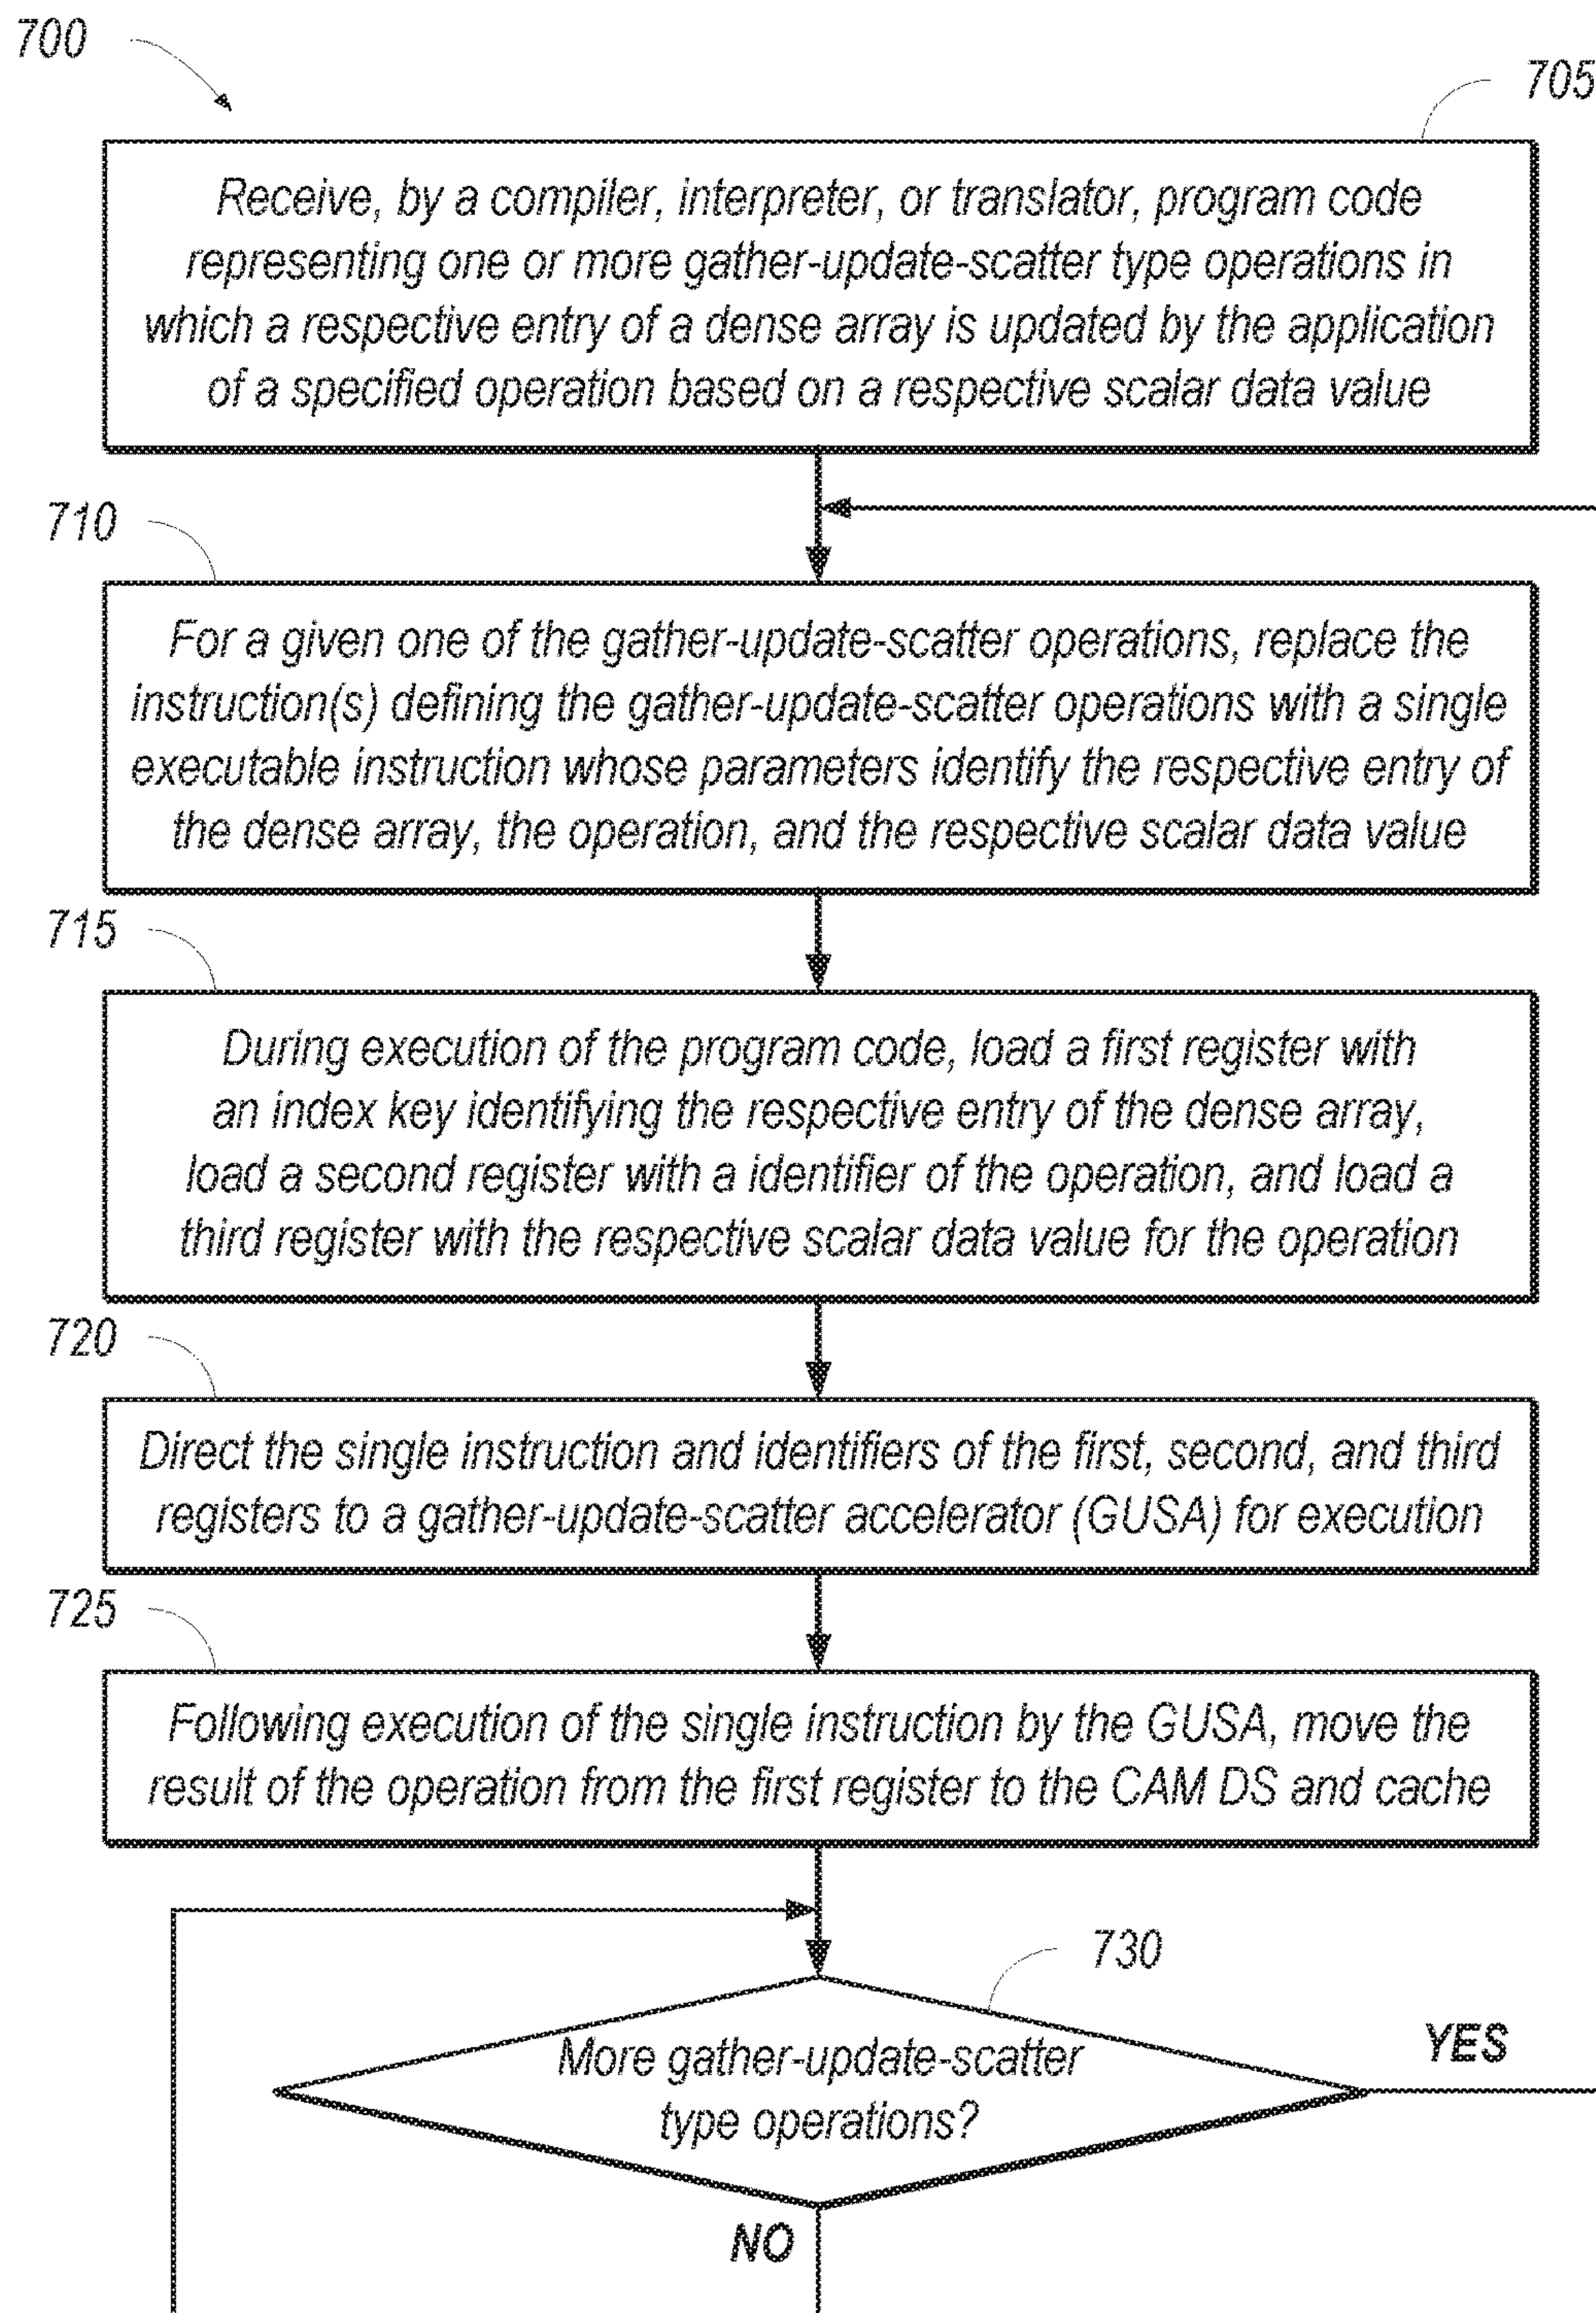 700
705
Receive, by a compiler, interpreter, or translator, program code
representing one or more gather-update-scatter type operations in
which a respective entry of a dense array is updated by the application
of a specified operation based on a respective scalar data value
710
For a given one of the gather-update-scatter operations, replace the
instruction(s) defining the gather-update-scatter operations with a single
executable instruction whose parameters identify the respective entry of
the dense array, the operation, and the respective scalar data value
715
During execution of the program code, load a first register with
an index key identifying the respective entry of the dense array,
load a second register with a identifier of the operation, and load a
third register with the respective scalar data value for the operation
720
Direct the single instruction and identifiers of the first, second, and third
registers to a gather-update-scatter accelerator (GUSA) for execution
725
Following execution of the single instruction by the GUSA, move the
result of the operation from the first register to the CAM DS and cache
730
More gather-update-scatter
type operations?
YES
NO